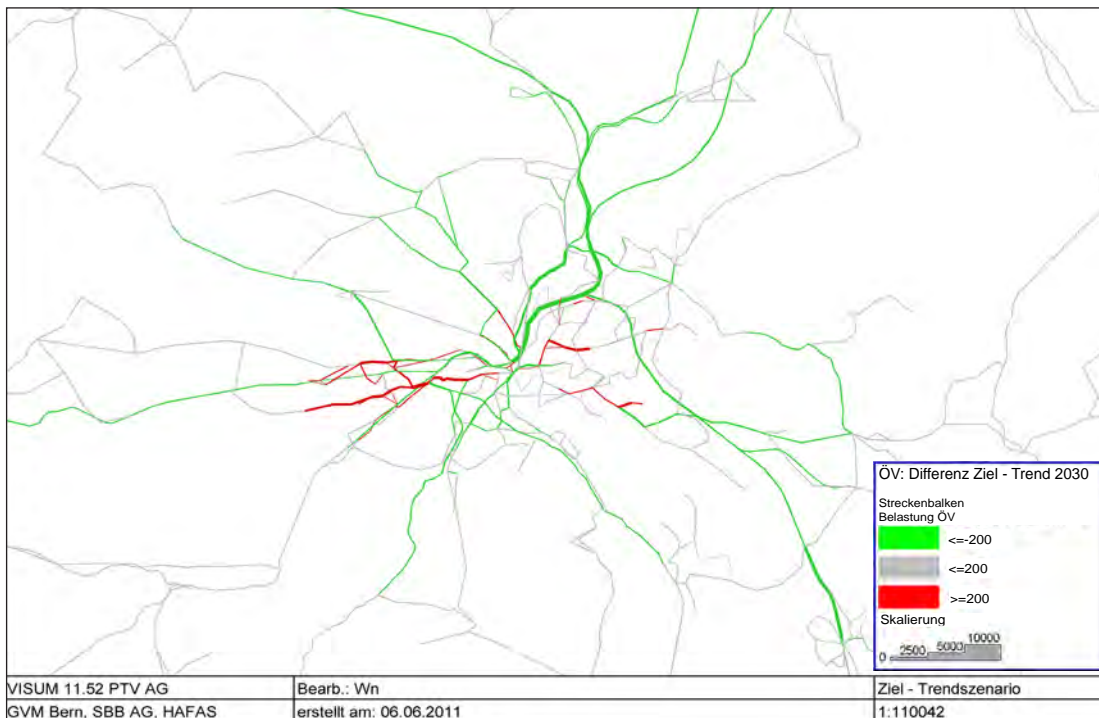 ÖV: Differenz Ziel - Trend 2030
Streckenbalken
Belastung ÖV
<=-200
<=200
>=200
Skalierung
0 2500 5000 10000
VISUM 11.52 PTV AG
Bearb.: Wn
Ziel - Trendszenario
GVM Bern, SBB AG, HAFAS
erstellt am: 06.06.2011
1:110042